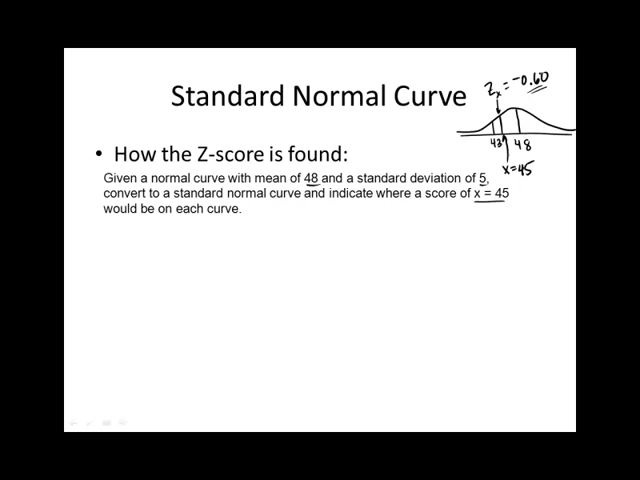 Zx = -0.60
Standard Normal Curve
43 48
x=45
• How the Z-score is found:
Given a normal curve with mean of 48 and a standard deviation of 5,
convert to a standard normal curve and indicate where a score of x = 45
would be on each curve.